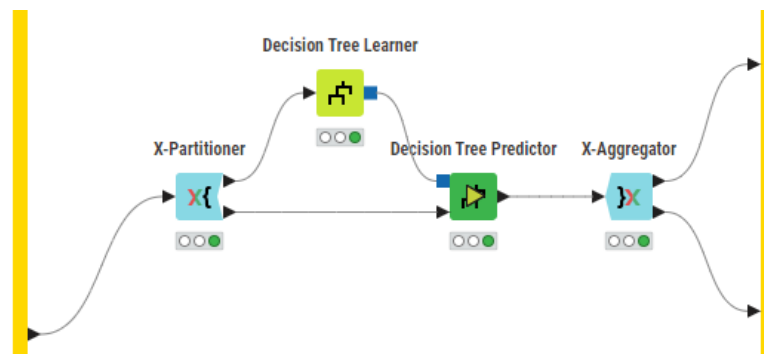 Decision Tree Learner
X-Partitioner
Decision Tree Predictor
X-Aggregator
X{
}X